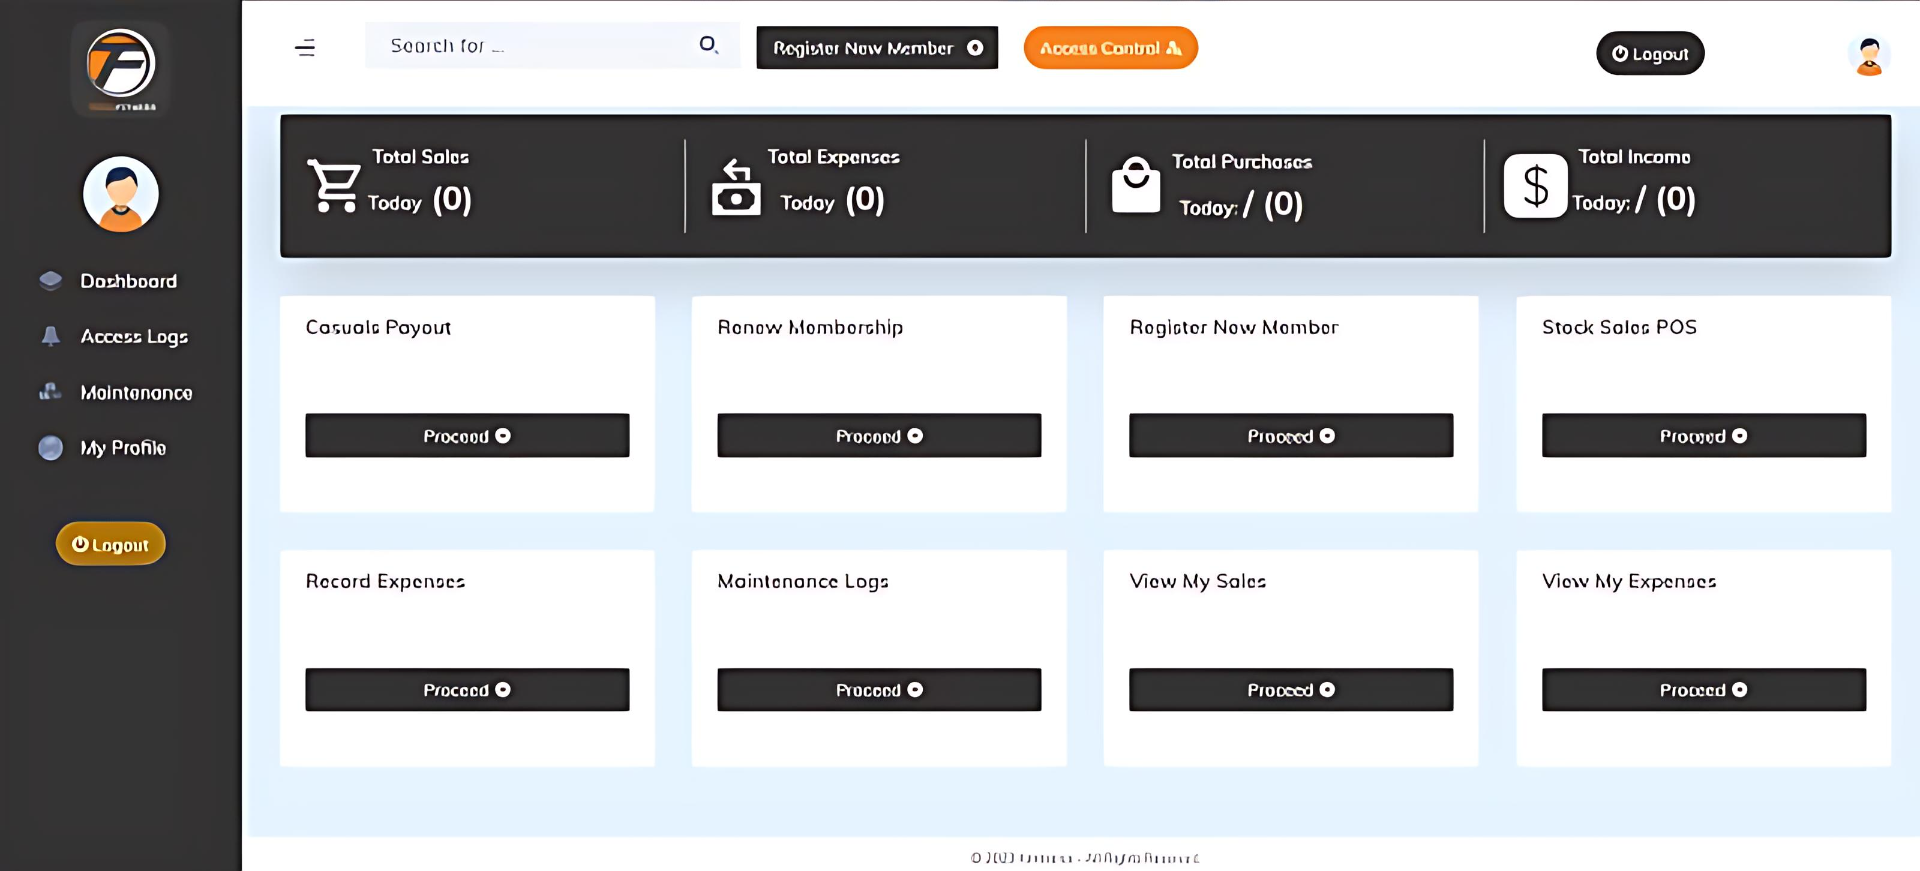 Search for ...
Register New Member
Access Control
Logout
Total Sales
Today (0)
Total Expenses
Today (0)
Total Purchases
Today: / (0)
Total Income
Today: / (0)
Dashboard
Access Logs
Maintenance
My Profile
Logout
Casuals Payout
Renew Membership
Register New Member
Stock Sales POS
Proceed
Proceed
Proceed
Proceed
Record Expenses
Maintenance Logs
View My Sales
View My Expenses
Proceed
Proceed
Proceed
Proceed